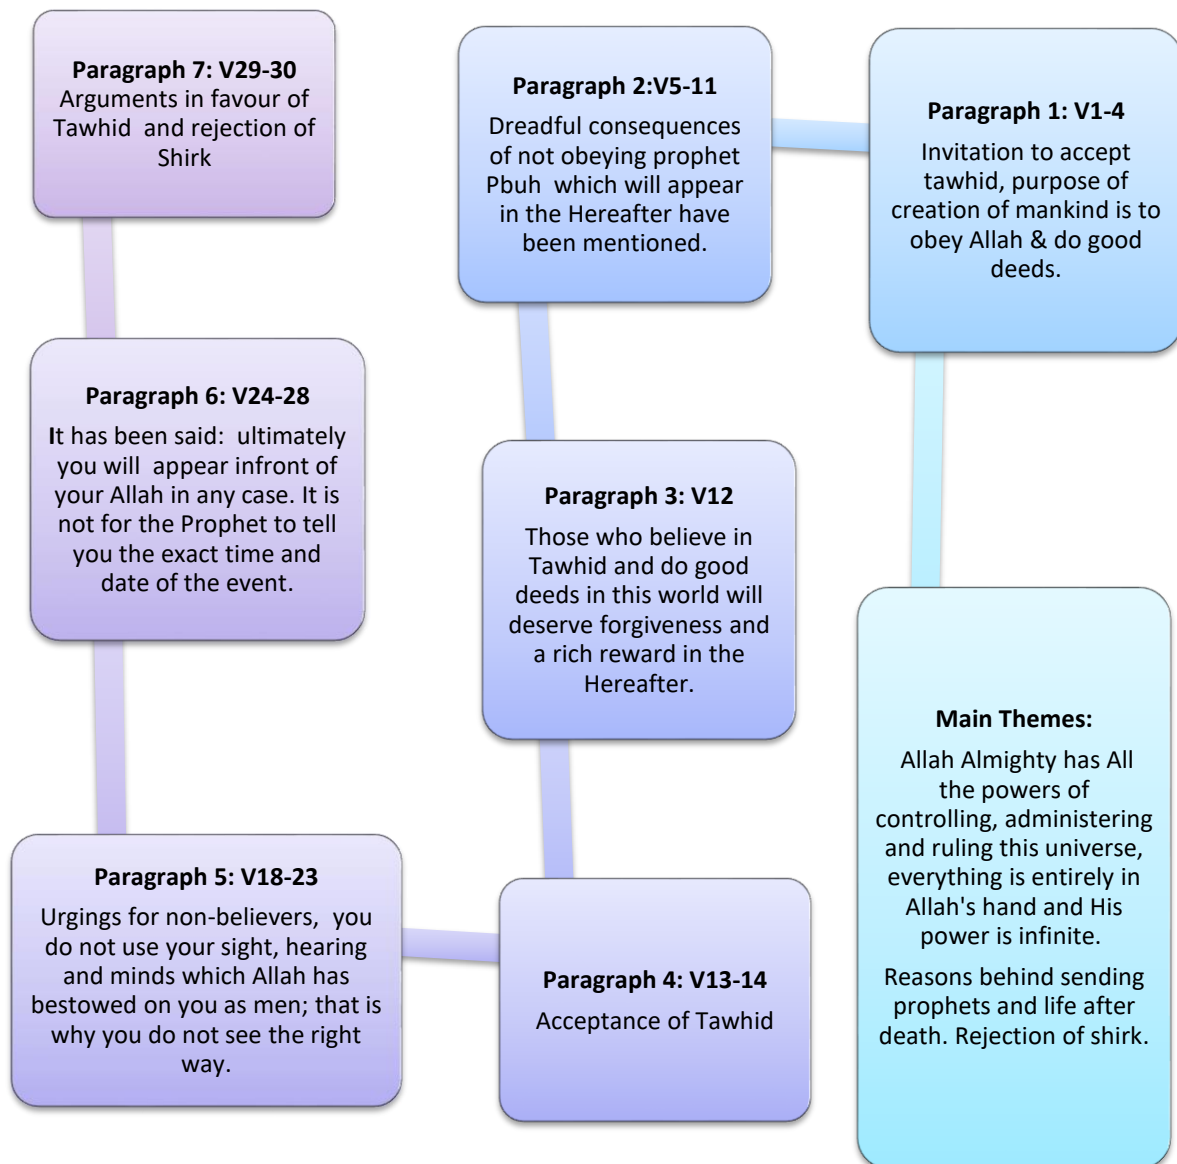 Main Themes:
Allah Almighty has All
the powers of
controlling, administering
and ruling this universe,
everything is entirely in
Allah's hand and His
power is infinite.
Reasons behind sending
prophets and life after
death. Rejection of shirk.
Paragraph 1: V1-4
Invitation to accept
tawhid, purpose of
creation of mankind is to
obey Allah & do good
deeds.
Paragraph 2:V5-11
Dreadful consequences
of not obeying prophet
Pbuh which will appear
in the Hereafter have
been mentioned.
Paragraph 3: V12
Those who believe in
Tawhid and do good
deeds in this world will
deserve forgiveness and
a rich reward in the
Hereafter.
Paragraph 4: V13-14
Acceptance of Tawhid
Paragraph 5: V18-23
Urgings for non-believers, you
do not use your sight, hearing
and minds which Allah has
bestowed on you as men; that is
why you do not see the right
way.
Paragraph 6: V24-28
It has been said: ultimately
you will appear infront of
your Allah in any case. It is
not for the Prophet to tell
you the exact time and
date of the event.
Paragraph 7: V29-30
Arguments in favour of
Tawhid and rejection of
Shirk